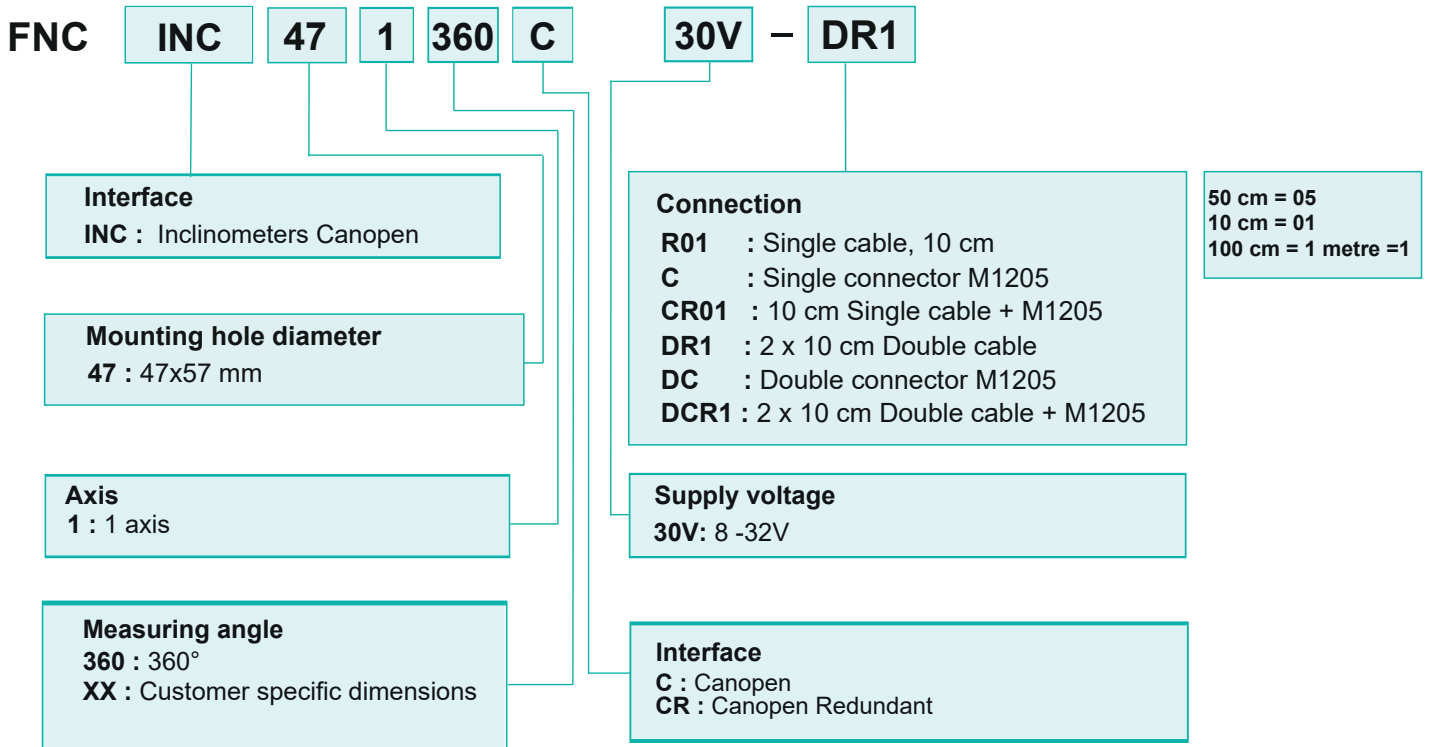 FNC INC 47 1 360 C 30V – DR1
Interface
INC : Inclinometers Canopen
Mounting hole diameter
47 : 47x57 mm
Axis
1 : 1 axis
Measuring angle
360 : 360°
XX : Customer specific dimensions
Connection
R01 : Single cable, 10 cm
C : Single connector M1205
CR01 : 10 cm Single cable + M1205
DR1 : 2 x 10 cm Double cable
DC : Double connector M1205
DCR1 : 2 x 10 cm Double cable + M1205
50 cm = 05
10 cm = 01
100 cm = 1 metre =1
Supply voltage
30V: 8 -32V
Interface
C : Canopen
CR : Canopen Redundant